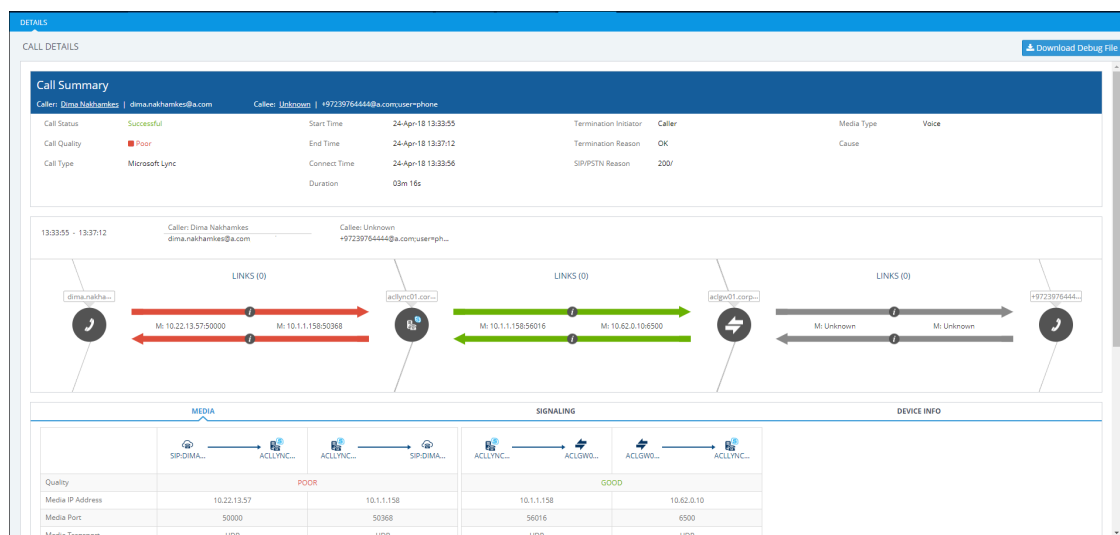 DETAILS
CALL DETAILS
Download Debug File
Call Summary
Caller: Dima Nakhamkes | dima.nakhamkes@a.com Callee: Unknown | +97239764444@a.com;user=phone
Call Status Successful Start Time 24-Apr-18 13:33:55 Termination Initiator Caller Media Type Voice
Call Quality Poor End Time 24-Apr-18 13:37:12 Termination Reason OK Cause
Call Type Microsoft Lync Connect Time 24-Apr-18 13:33:56 SIP/PSTN Reason 200/
Duration 03m 16s
13:33:55 - 13:37:12 Caller: Dima Nakhamkes Callee: Unknown
dima.nakhamkes@a.com +97239764444@a.com;user=ph...
LINKS (0) LINKS (0) LINKS (0)
dima.nakha... acllync01.cor... aclgw01.corp... +9723976444...
M: 10.22.13.57:50000 M: 10.1.1.158:50368 M: 10.1.1.158:56016 M: 10.62.0.10:6500 M: Unknown M: Unknown
MEDIA SIGNALING DEVICE INFO
SIP:DIMA... ACLLYNC... ACLLYNC... SIP:DIMA... ACLLYNC... ACLGW0... ACLGW0... ACLLYNC...
Quality POOR GOOD
Media IP Address 10.22.13.57 10.1.1.158 10.1.1.158 10.62.0.10
Media Port 50000 50368 56016 6500
Media Transport UDP UDP UDP UDP